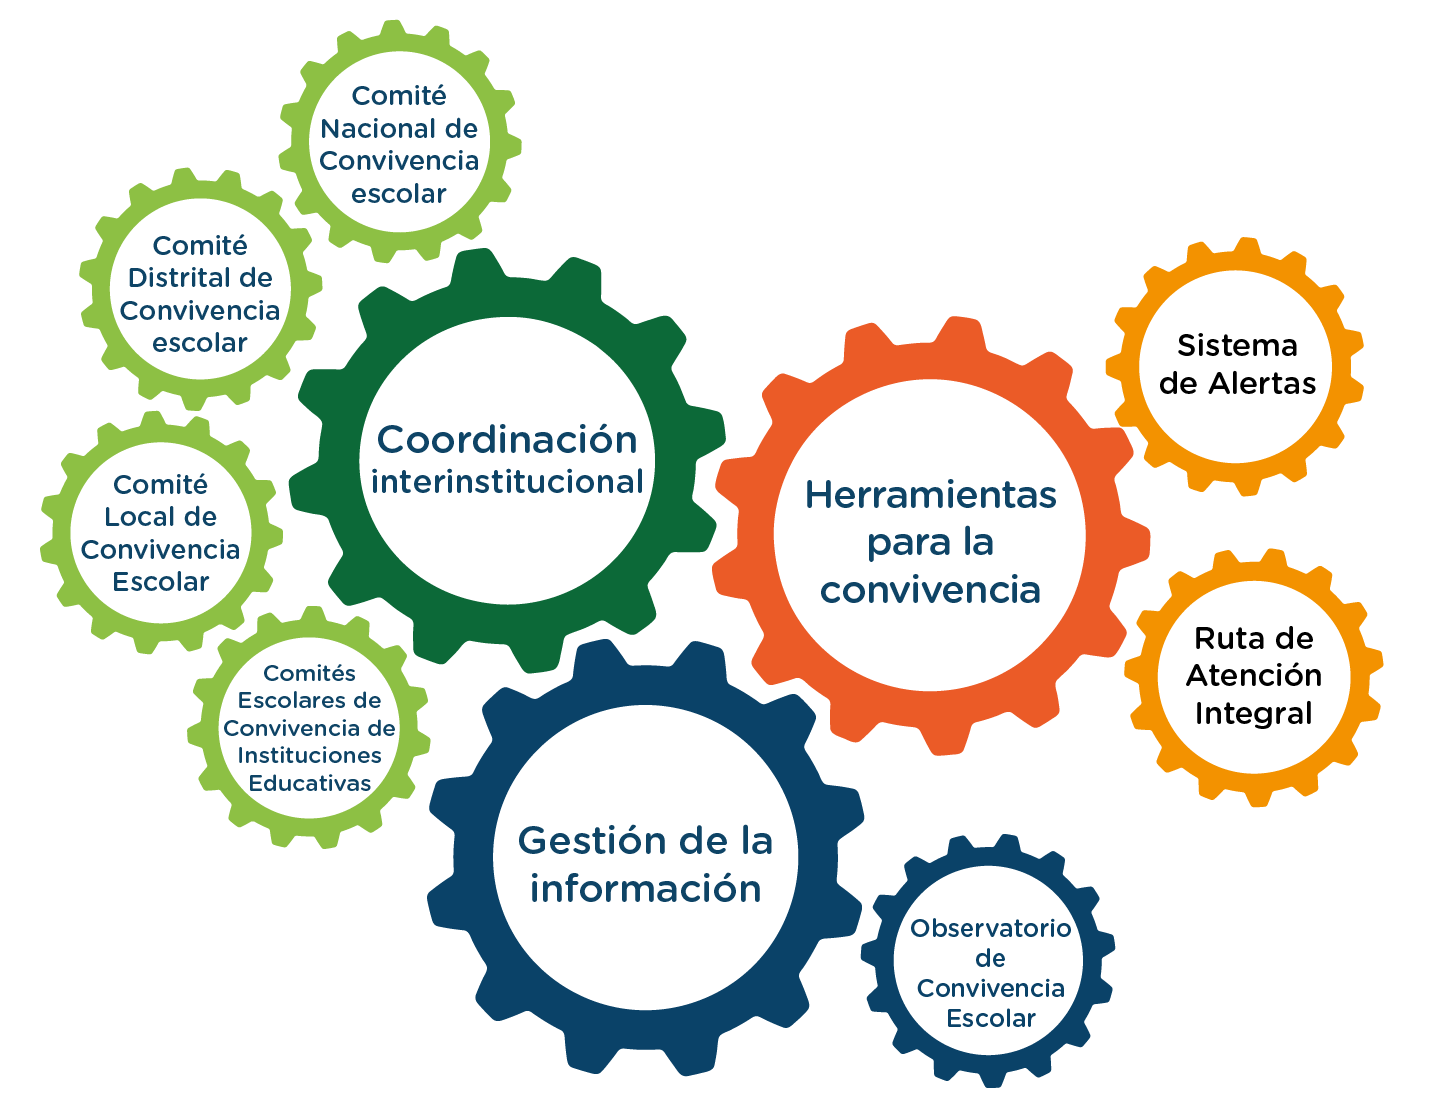 Comité
Nacional de
Convivencia
escolar
Comité
Distrital de
Convivencia
escolar
Comité
Local de
Convivencia
Escolar
Comités
Escolares de
Convivencia de
Instituciones
Educativas
Coordinación
interinstitucional
Herramientas
para la
convivencia
Sistema
de Alertas
Ruta de
Atención
Integral
Gestión de la
información
Observatorio
de
Convivencia
Escolar